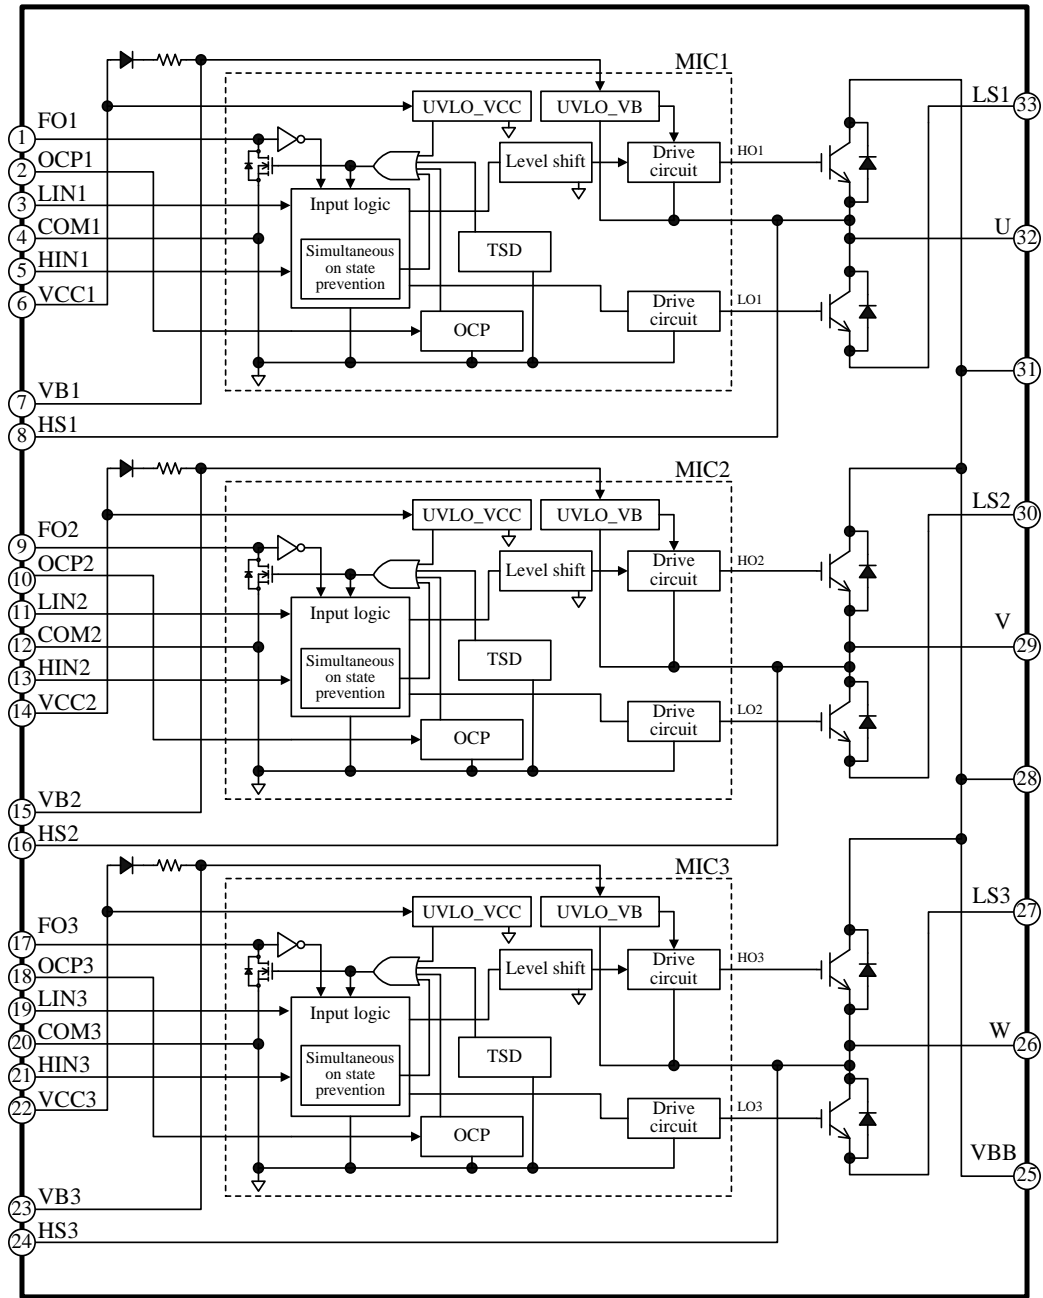 MIC1
UVLO_VCC
UVLO_VB
LS1
33
1
FO1
2
OCP1
Level shift
Drive
circuit
HO1
3
LIN1
Input logic
4
COM1
U
32
5
HIN1
Simultaneous
on state
prevention
TSD
6
VCC1
Drive
circuit
LO1
OCP
31
7
VB1
8
HS1
MIC2
UVLO_VCC
UVLO_VB
LS2
30
9
FO2
10
OCP2
Level shift
Drive
circuit
HO2
11
LIN2
Input logic
12
COM2
V
29
13
HIN2
Simultaneous
on state
prevention
TSD
14
VCC2
Drive
circuit
LO2
OCP
28
15
VB2
16
HS2
MIC3
UVLO_VCC
UVLO_VB
LS3
27
17
FO3
18
OCP3
Level shift
Drive
circuit
HO3
19
LIN3
Input logic
20
COM3
W
26
21
HIN3
Simultaneous
on state
prevention
TSD
22
VCC3
Drive
circuit
LO3
OCP
VBB
25
23
VB3
24
HS3